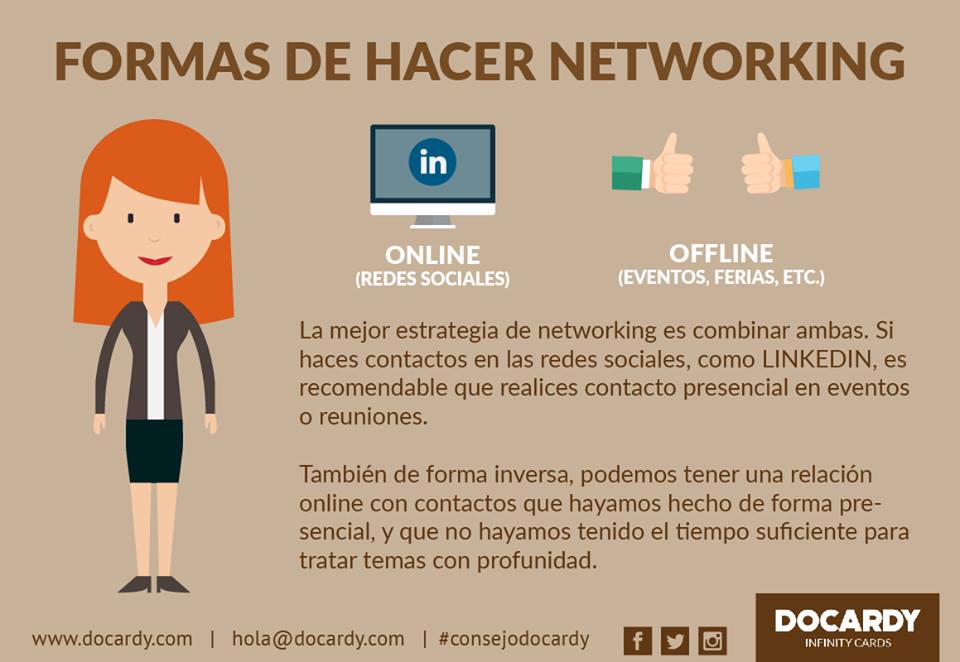 FORMAS DE HACER NETWORKING
in
ONLINE
(REDES SOCIALES)
OFFLINE
(EVENTOS, FERIAS, ETC.)
La mejor estrategia de networking es combinar ambas. Si
haces contactos en las redes sociales, como LINKEDIN, es
recomendable que realices contacto presencial en eventos
o reuniones.
También de forma inversa, podemos tener una relación
online con contactos que hayamos hecho de forma pre-
sencial, y que no hayamos tenido el tiempo suficiente para
tratar temas con profunidad.
www.docardy.com | hola@docardy.com | #consejodocardy
f
DOCARDY
INFINITY CARDS